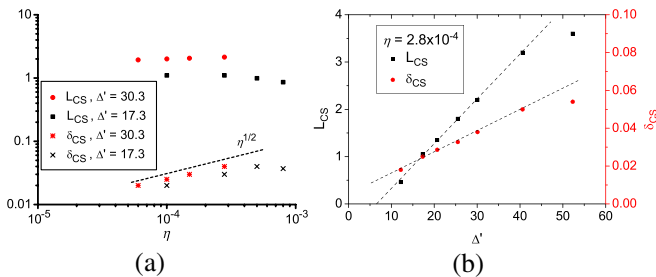 10
1
0.1
0.01
10⁻⁵
10⁻⁴
10⁻³
η
L_CS , Δ' = 30.3
L_CS , Δ' = 17.3
δ_CS , Δ' = 30.3
δ_CS , Δ' = 17.3
η^1/2
(a)
η = 2.8x10⁻⁴
L_CS
δ_CS
L_CS
4
3
2
1
0
0 10 20 30 40 50 60
Δ'
0.10
0.08
0.06
0.04
0.02
0.00
δ_CS
(b)